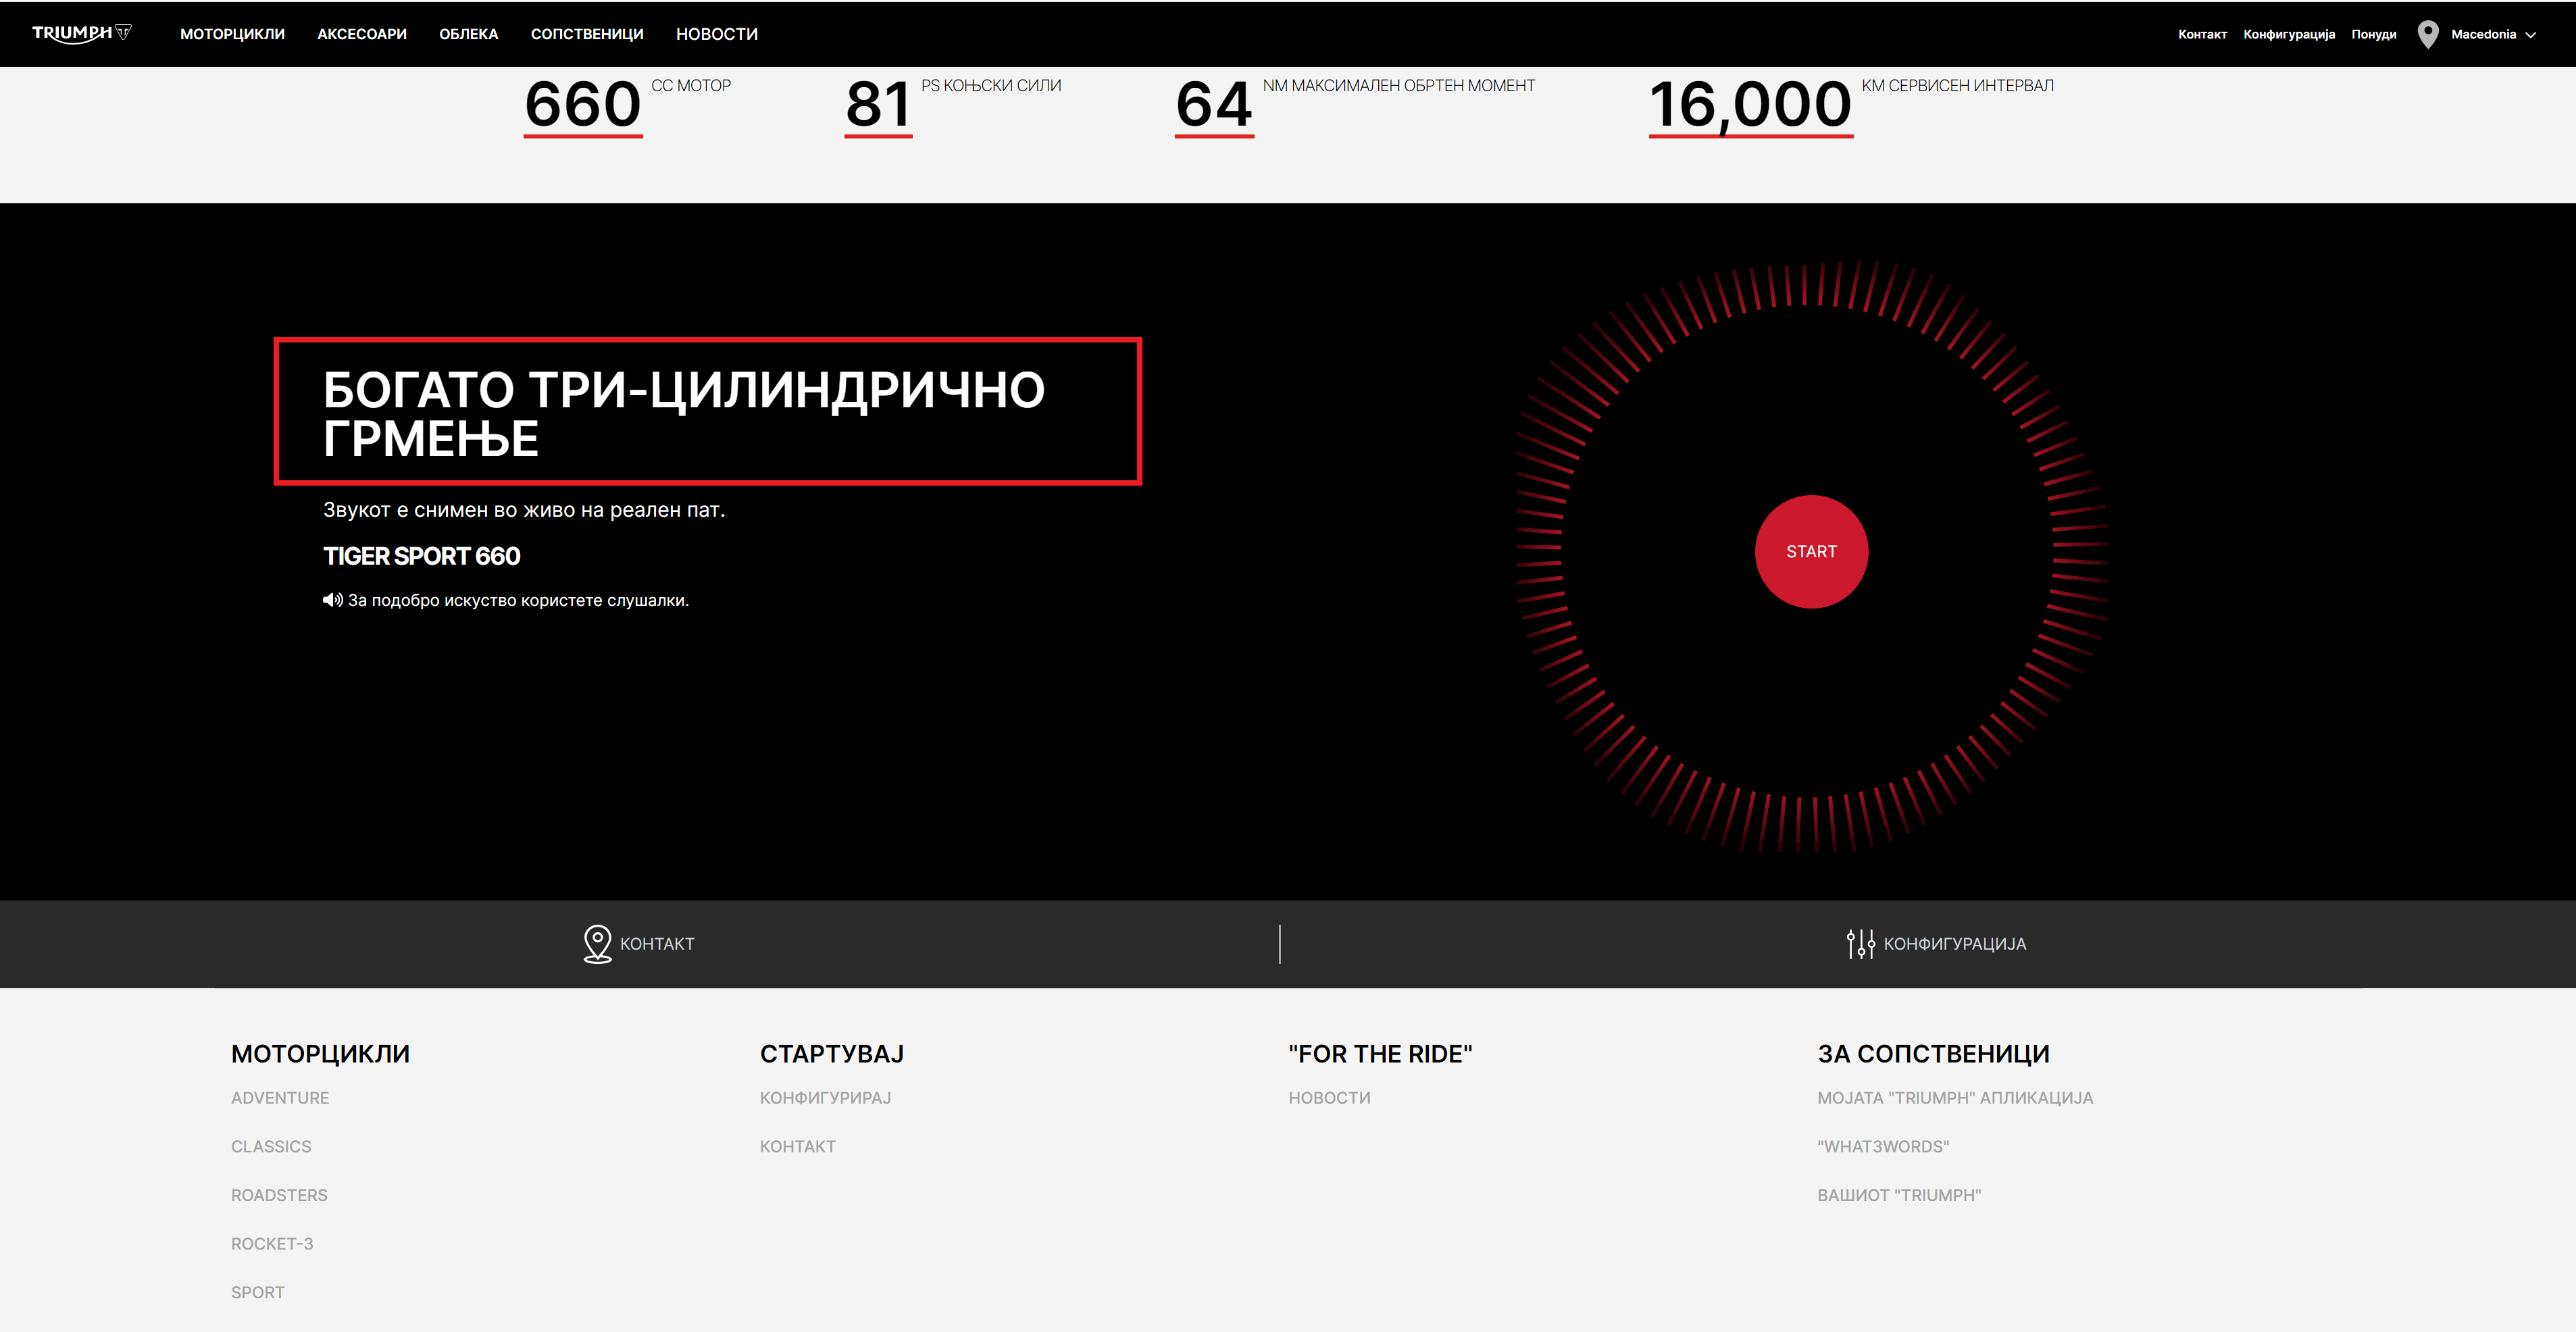 TRIUMPH
МОТОРЦИКЛИ АКСЕСОАРИ ОБЛЕКА СОПСТВЕНИЦИ НОВОСТИ
Контакт Конфигурација Понуди Macedonia
660 CC МОТОР
81 PS КОЊСКИ СИЛИ
64 NM МАКСИМАЛЕН ОБРТЕН МОМЕНТ
16,000 КМ СЕРВИСЕН ИНТЕРВАЛ
БОГАТО ТРИ-ЦИЛИНДРИЧНО
ГРМЕЊЕ
Звукот е снимен во живо на реален пат.
TIGER SPORT 660
За подобро искуство користете слушалки.
START
КОНТАКТ
КОНФИГУРАЦИЈА
МОТОРЦИКЛИ
ADVENTURE
CLASSICS
ROADSTERS
ROCKET-3
SPORT
СТАРТУВАЈ
КОНФИГУРИРАЈ
КОНТАКТ
"FOR THE RIDE"
НОВОСТИ
ЗА СОПСТВЕНИЦИ
МОЈАТА "TRIUMPH" АПЛИКАЦИЈА
"WHAT3WORDS"
ВАШИОТ "TRIUMPH"